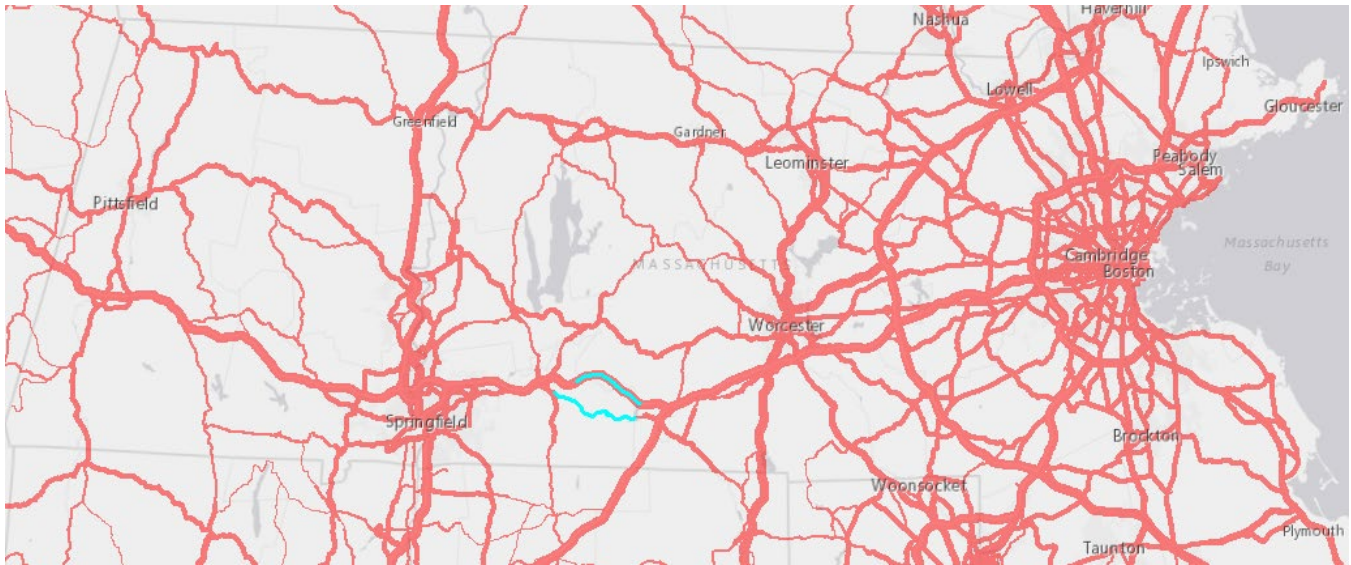 Nashua
Haverhill
Ipswich
Lowell
Gloucester
Greenfield
Gardner
Leominster
Peabody
Salem
Pittsfield
Massachusetts
Bay
Cambridge
Boston
MASSACHUSETTS
Worcester
Springfield
Brockton
Woonsocket
Plymouth
Taunton